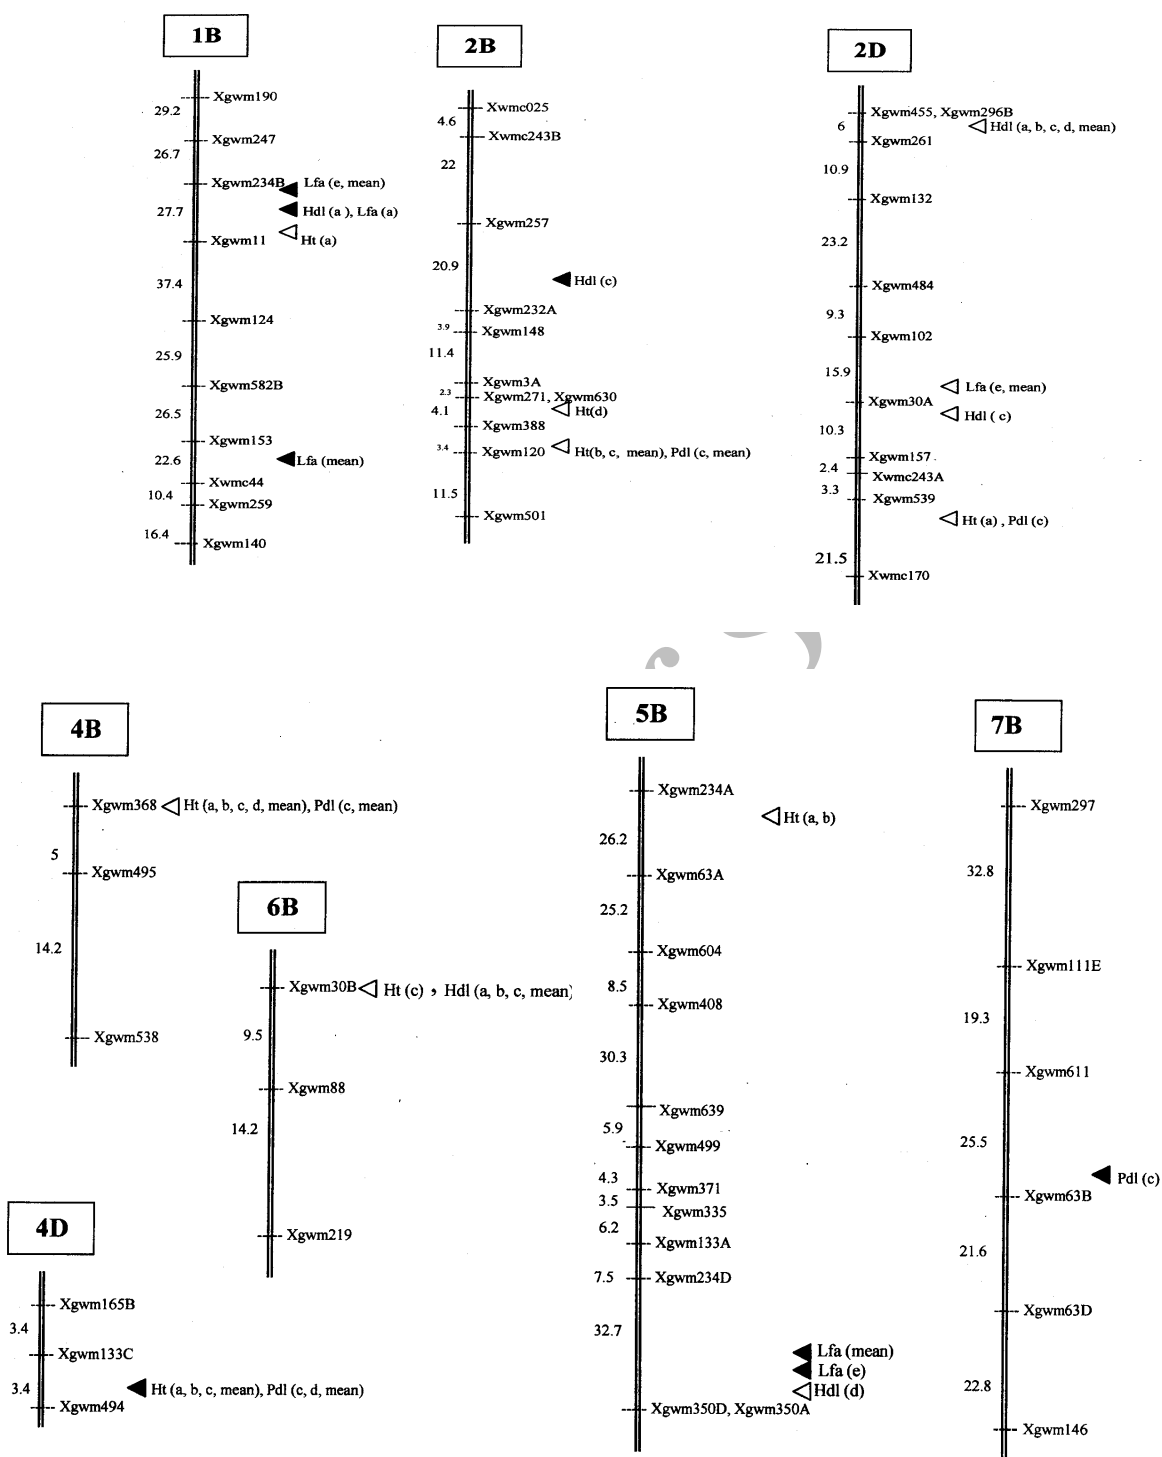 1B
Xgwm190
29.2
Xgwm247
26.7
Xgwm234B
Lfa (e, mean)
27.7
Hdl (a ), Lfa (a)
Xgwm11
Ht (a)
37.4
Xgwm124
25.9
Xgwm582B
26.5
Xgwm153
22.6
Lfa (mean)
Xwmc44
10.4
Xgwm259
16.4
Xgwm140
2B
Xwmc025
4.6
Xwmc243B
22
Xgwm257
20.9
Hdl (c)
Xgwm232A
3.9
Xgwm148
11.4
Xgwm3A
2.3
Xgwm271, Xgwm630
4.1
Ht(d)
Xgwm388
3.4
Xgwm120
Ht(b, c, mean), Pdl (c, mean)
11.5
Xgwm501
2D
Xgwm455, Xgwm296B
6
Hdl (a, b, c, d, mean)
Xgwm261
10.9
Xgwm132
23.2
Xgwm484
9.3
Xgwm102
15.9
Lfa (e, mean)
Xgwm30A
Hdl ( c)
10.3
Xgwm157
2.4
Xwmc243A
3.3
Xgwm539
Ht (a) , Pdl (c)
21.5
Xwmc170
4B
Xgwm368
Ht (a, b, c, d, mean), Pdl (c, mean)
5
Xgwm495
14.2
Xgwm538
6B
Xgwm30B
Ht (c) , Hdl (a, b, c, mean)
9.5
Xgwm88
14.2
Xgwm219
4D
Xgwm165B
3.4
Xgwm133C
3.4
Ht (a, b, c, mean), Pdl (c, d, mean)
Xgwm494
5B
Xgwm234A
Ht (a, b)
26.2
Xgwm63A
25.2
Xgwm604
8.5
Xgwm408
30.3
Xgwm639
5.9
Xgwm499
4.3
Xgwm371
3.5
Xgwm335
6.2
Xgwm133A
7.5
Xgwm234D
32.7
Lfa (mean)
Lfa (e)
Hdl (d)
Xgwm350D, Xgwm350A
7B
Xgwm297
32.8
Xgwm111E
19.3
Xgwm611
25.5
Pdl (c)
Xgwm63B
21.6
Xgwm63D
22.8
Xgwm146